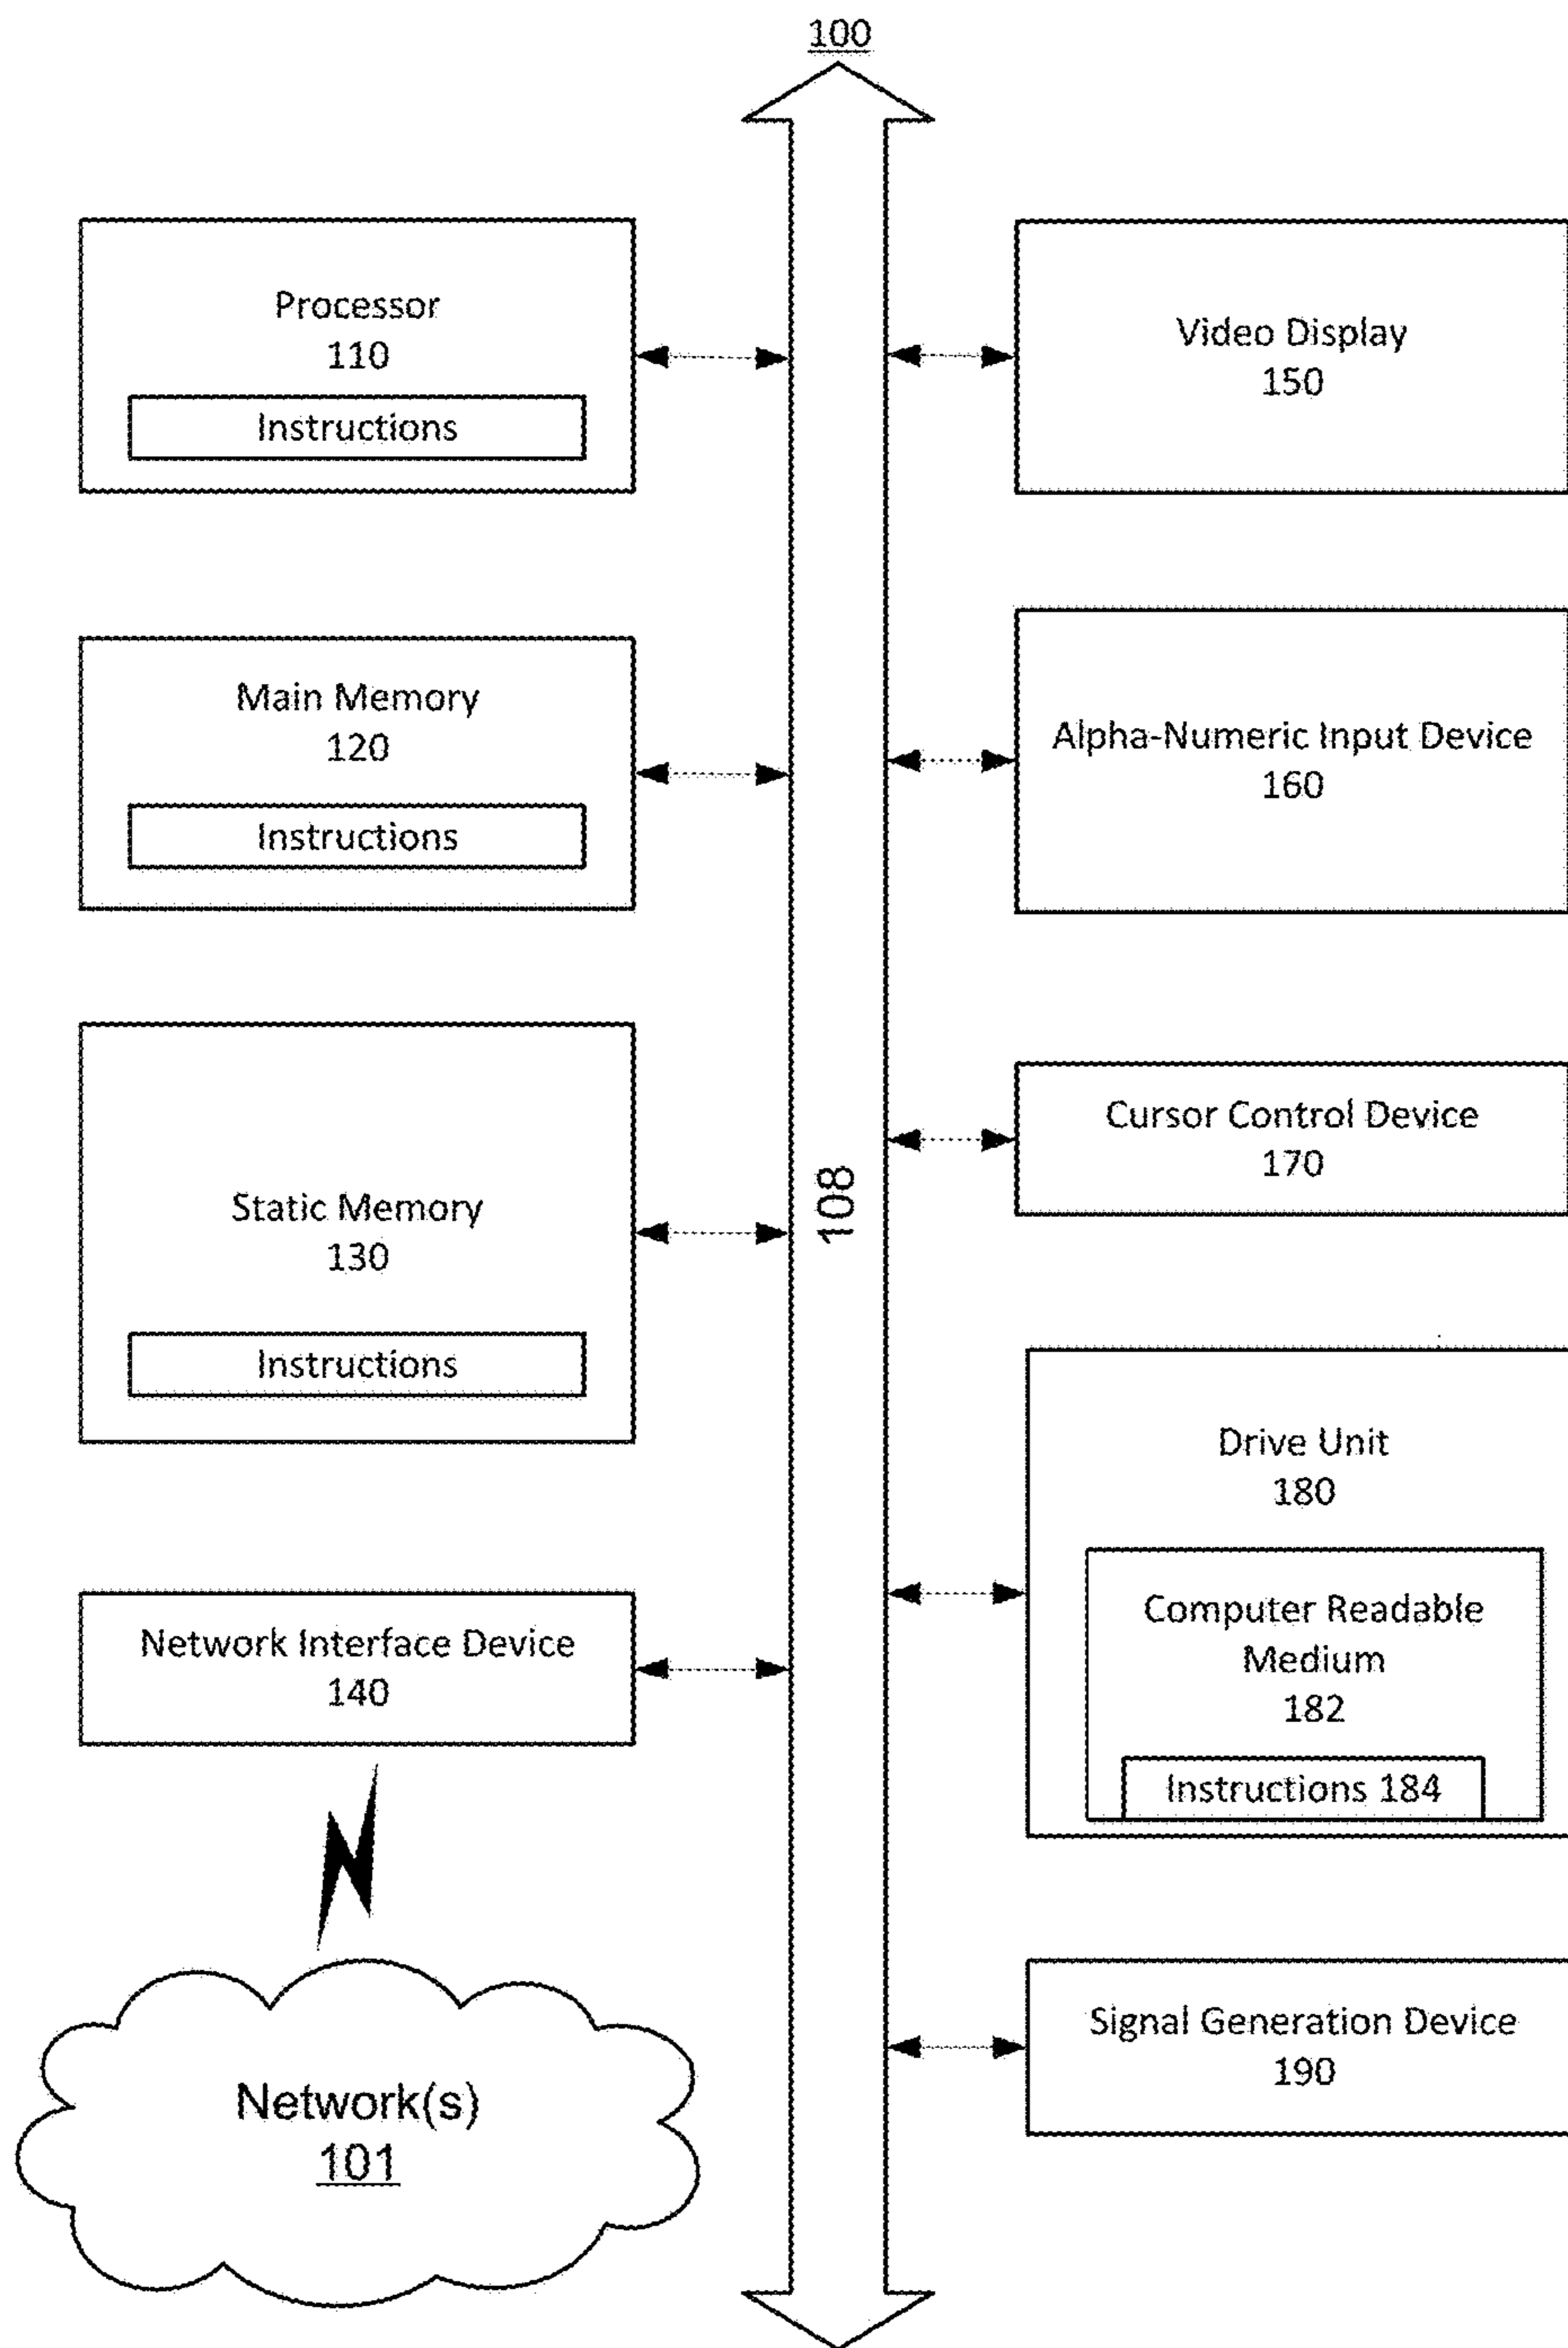 100
Processor
110
Instructions
Main Memory
120
Instructions
Static Memory
130
Instructions
Network Interface Device
140
Network(s)
101
108
Video Display
150
Alpha-Numeric Input Device
160
Cursor Control Device
170
Drive Unit
180
Computer Readable
Medium
182
Instructions 184
Signal Generation Device
190